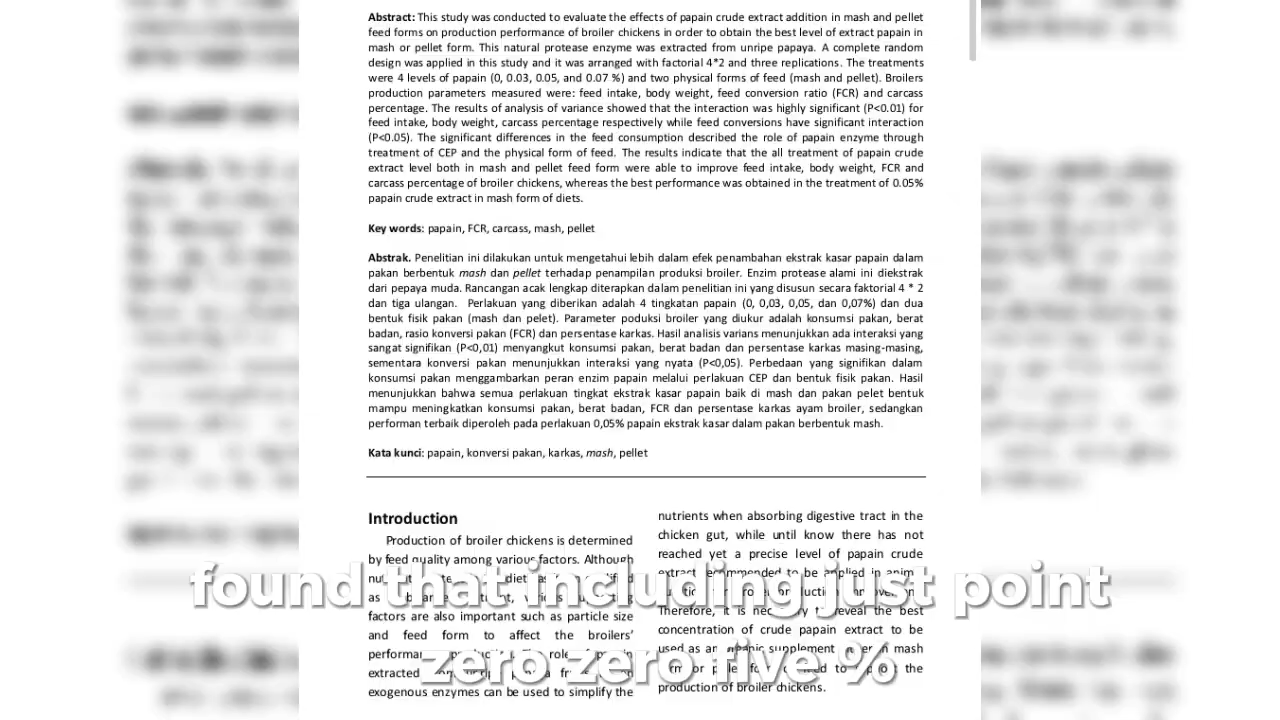 Abstract: This study was conducted to evaluate the effects of papain crude extract addition in mash and pellet
feed forms on production performance of broiler chickens in order to obtain the best level of extract papain in
mash or pellet form. This natural protease enzyme was extracted from unripe papaya. A complete random
design was applied in this study and it was arranged with factorial 4*2 and three replications. The treatments
were 4 levels of papain (0, 0.03, 0.05, and 0.07 %) and two physical forms of feed (mash and pellet). Broilers
production parameters measured were: feed intake, body weight, feed conversion ratio (FCR) and carcass
percentage. The results of analysis of variance showed that the interaction was highly significant (P<0.01) for
feed intake, body weight, carcass percentage respectively while feed conversions have significant interaction
(P<0.05). The significant differences in the feed consumption described the role of papain enzyme through
treatment of CEP and the physical form of feed. The results indicate that the all treatment of papain crude
extract level both in mash and pellet feed form were able to improve feed intake, body weight, FCR and
carcass percentage of broiler chickens, whereas the best performance was obtained in the treatment of 0.05%
papain crude extract in mash form of diets.
Key words: papain, FCR, carcass, mash, pellet
Abstrak. Penelitian ini dilakukan untuk mengetahui lebih dalam efek penambahan ekstrak kasar papain dalam
pakan berbentuk mash dan pellet terhadap penampilan produksi broiler. Enzim protease alami ini diekstrak
dari pepaya muda. Rancangan acak lengkap diterapkan dalam penelitian ini yang disusun secara faktorial 4 * 2
dan tiga ulangan. Perlakuan yang diberikan adalah 4 tingkatan papain (0, 0,03, 0,05, dan 0,07%) dan dua
bentuk fisik pakan (mash dan pelet). Parameter poduksi broiler yang diukur adalah konsumsi pakan, berat
badan, rasio konversi pakan (FCR) dan persentase karkas. Hasil analisis varians menunjukkan ada interaksi yang
sangat signifikan (P<0,01) menyangkut konsumsi pakan, berat badan dan persentase karkas masing-masing,
sementara konversi pakan menunjukkan interaksi yang nyata (P<0,05). Perbedaan yang signifikan dalam
konsumsi pakan menggambarkan peran enzim papain melalui perlakuan CEP dan bentuk fisik pakan. Hasil
menunjukkan bahwa semua perlakuan tingkat ekstrak kasar papain baik di mash dan pakan pelet bentuk
mampu meningkatkan konsumsi pakan, berat badan, FCR dan persentase karkas ayam broiler, sedangkan
performan terbaik diperoleh pada perlakuan 0,05% papain ekstrak kasar dalam pakan berbentuk mash.
Kata kunci: papain, konversi pakan, karkas, mash, pellet
Introduction
Production of broiler chickens is determined
by feed quality among various factors. Although
factors are also important such as particle size
and feed form to affect the broilers'
extracted
exogenous enzymes can be used to simplify the
nutrients when absorbing digestive tract in the
chicken gut, while until know there has not
reached yet a precise level of papain crude
extract recommended to be applied in
Therefore, it is necessary to reveal the best
concentration of crude papain extract to be
used as an organic supplement either in mash
the
production of broiler chickens.
found that including just point
zero zero five %